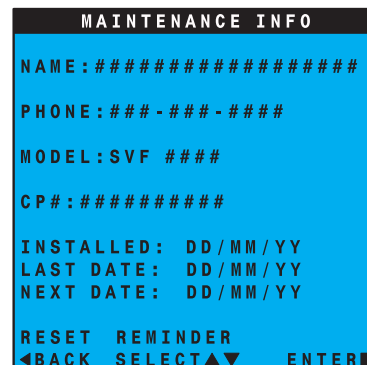 MAINTENANCE INFO
NAME:##################
PHONE:###-###-####
MODEL:SVF ####
CP#:##########
INSTALLED: DD/MM/YY
LAST DATE: DD/MM/YY
NEXT DATE: DD/MM/YY
RESET REMINDER
◀BACK SELECT▲▼ ENTER■